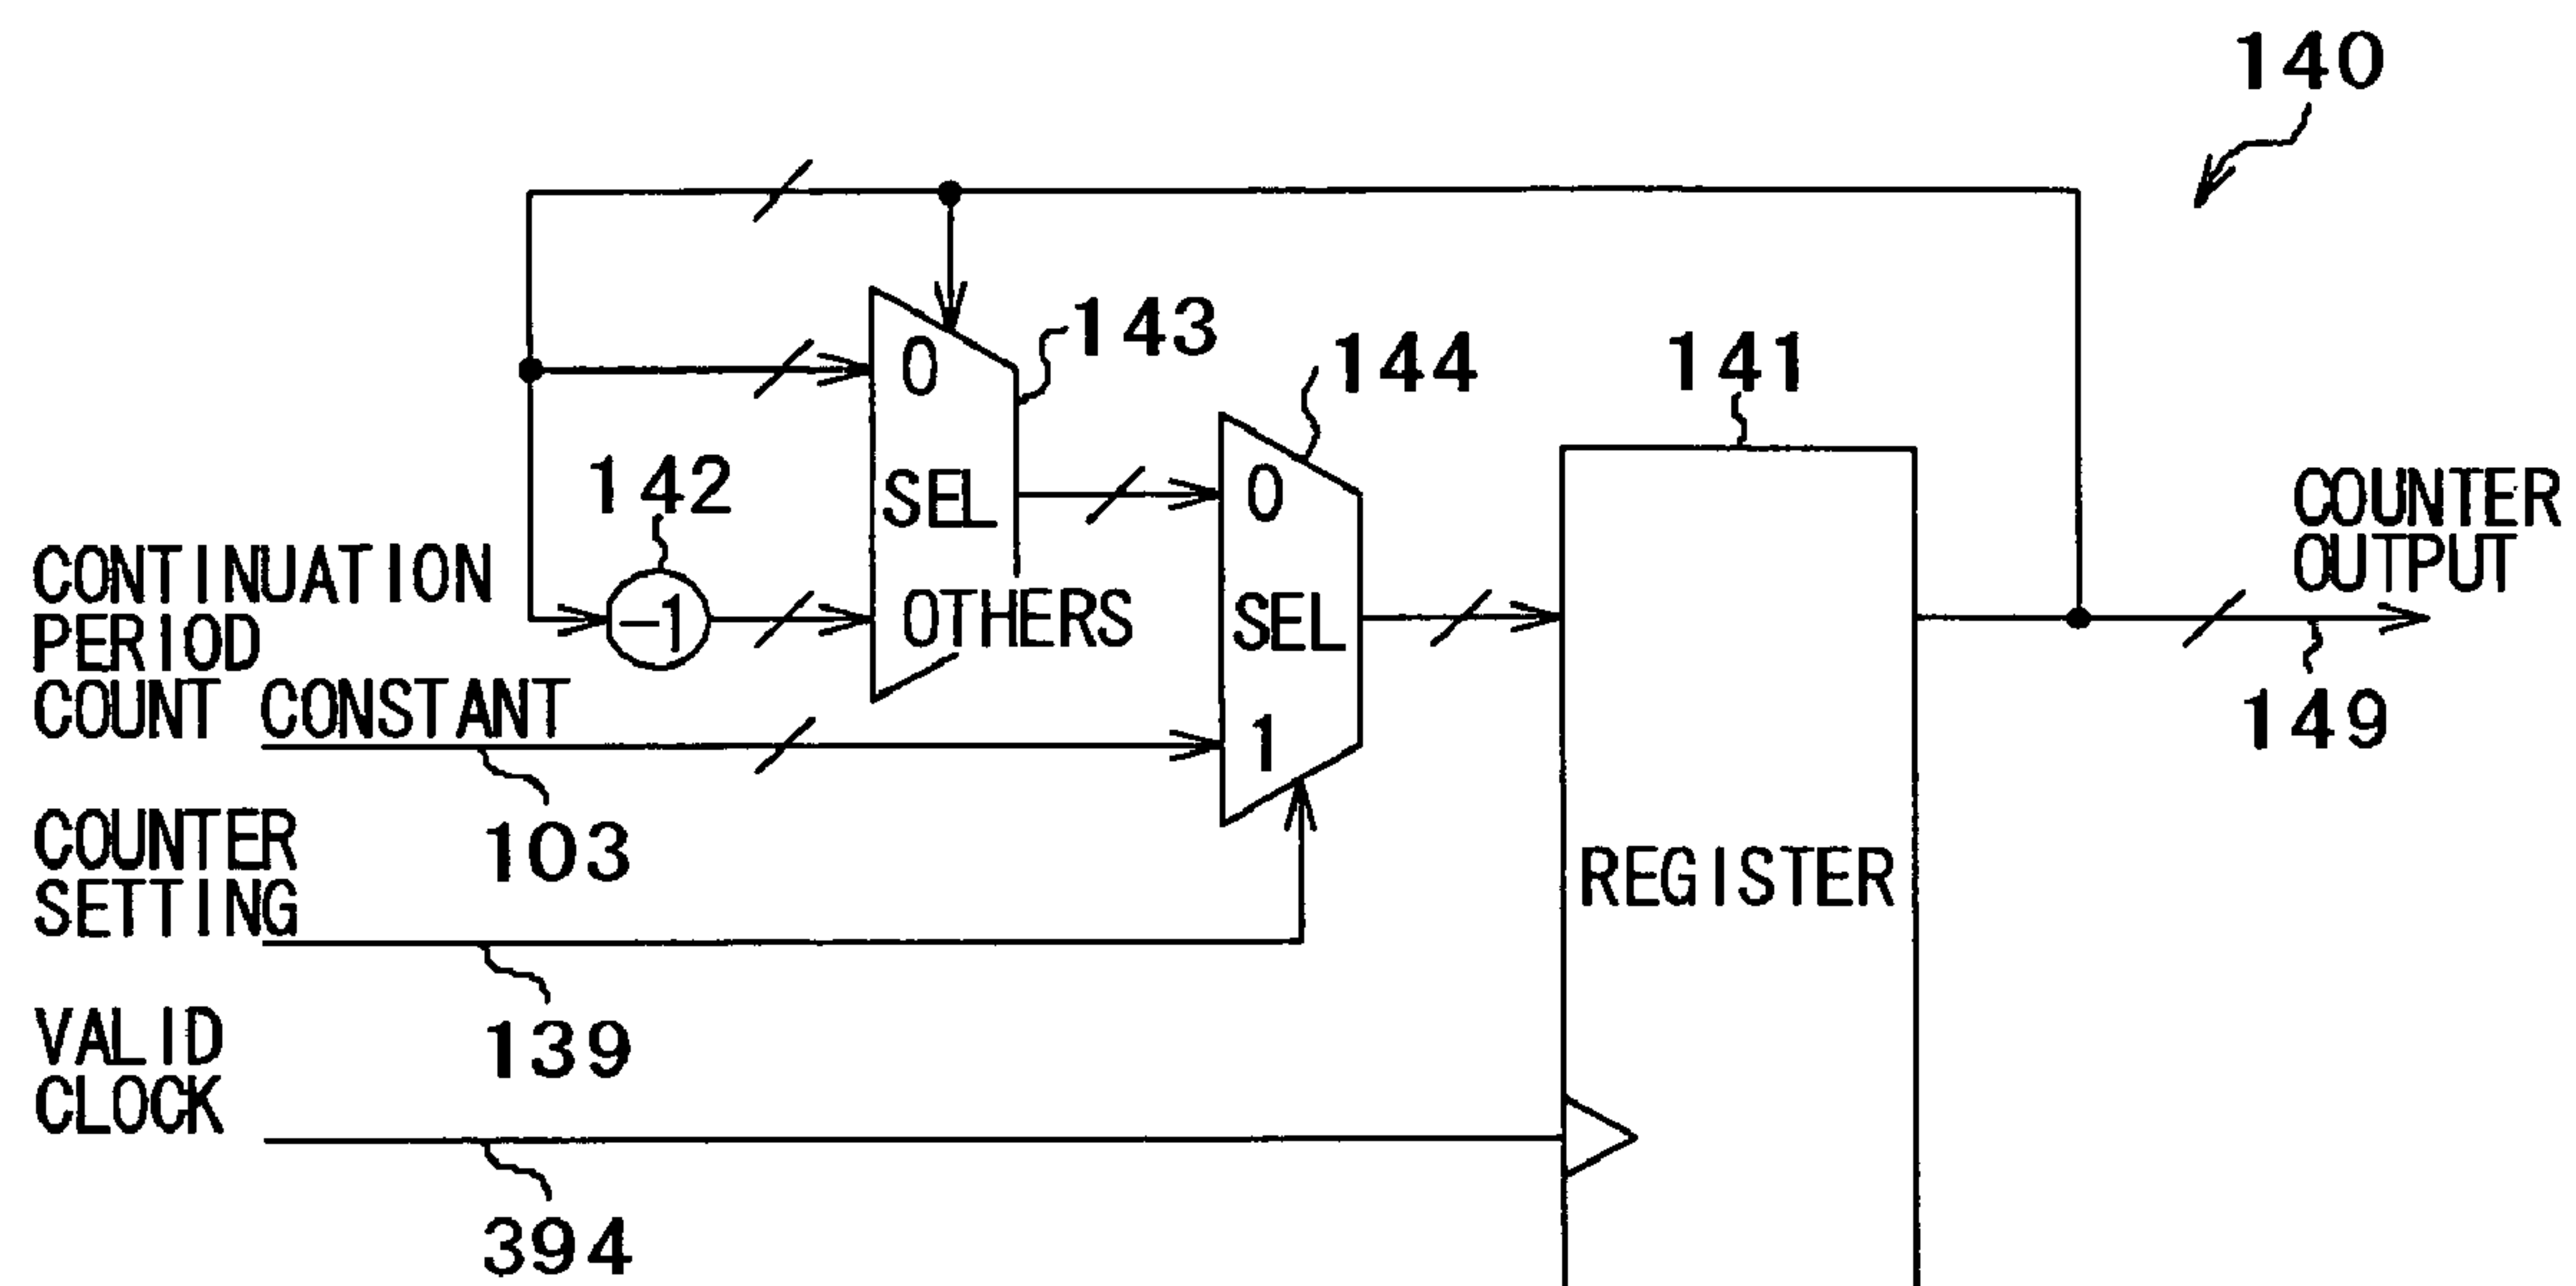 140
143
144
141
0
SEL
OTHERS
142
-1
0
SEL
1
COUNTER
OUTPUT
149
CONTINUATION
PERIOD
COUNT CONSTANT
103
REGISTER
COUNTER
SETTING
139
VALID
CLOCK
394